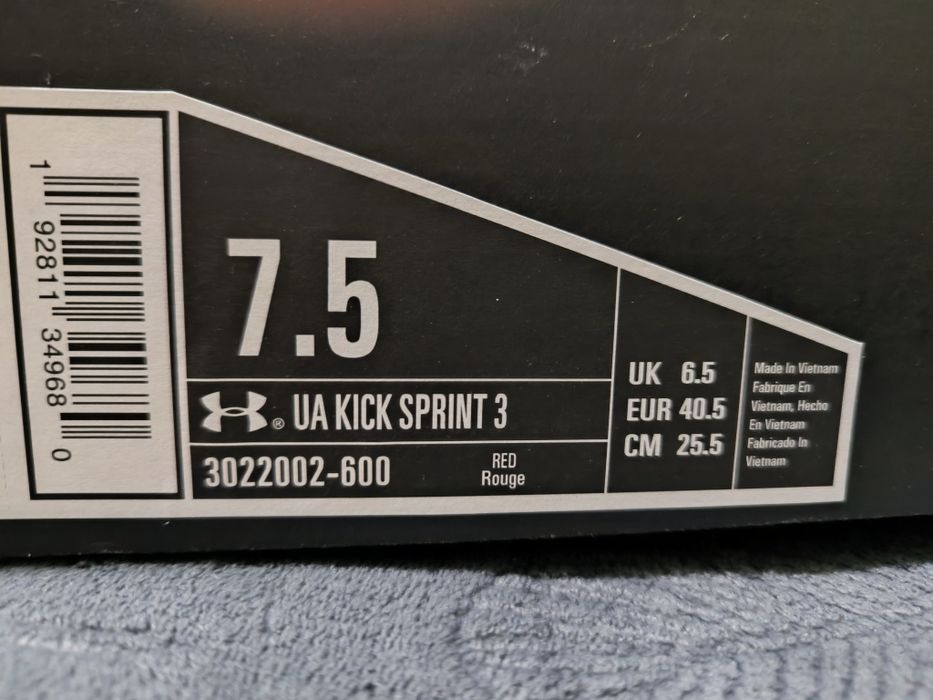 1 92811 34968 0
7.5
® UA KICK SPRINT 3
3022002-600
RED
Rouge
UK 6.5
EUR 40.5
CM 25.5
Made In Vietnam
Fabrique En
Vietnam, Hecho
En Vietnam
Fabricado In
Vietnam